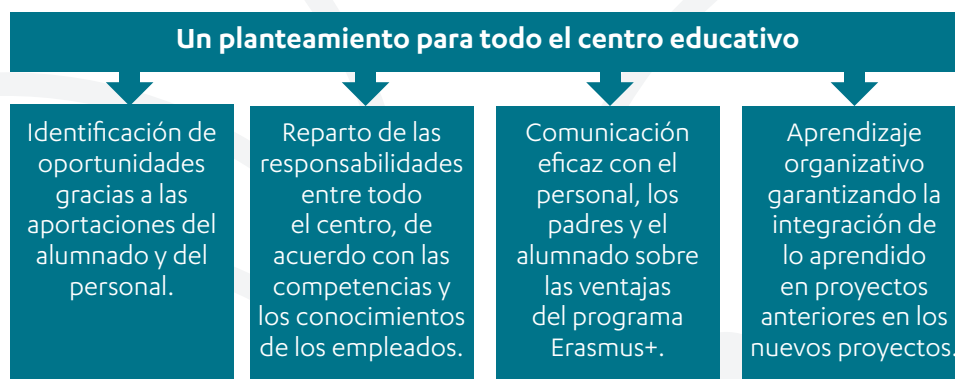 Un planteamiento para todo el centro educativo
Identificación de
oportunidades
gracias a las
aportaciones del
alumnado y del
personal.
Reparto de las
responsabilidades
entre todo
el centro, de
acuerdo con las
competencias y
los conocimientos
de los empleados.
Comunicación
eficaz con el
personal, los
padres y el
alumnado sobre
las ventajas
del programa
Erasmus+.
Aprendizaje
organizativo
garantizando la
integración de
lo aprendido
en proyectos
anteriores en los
nuevos proyectos.